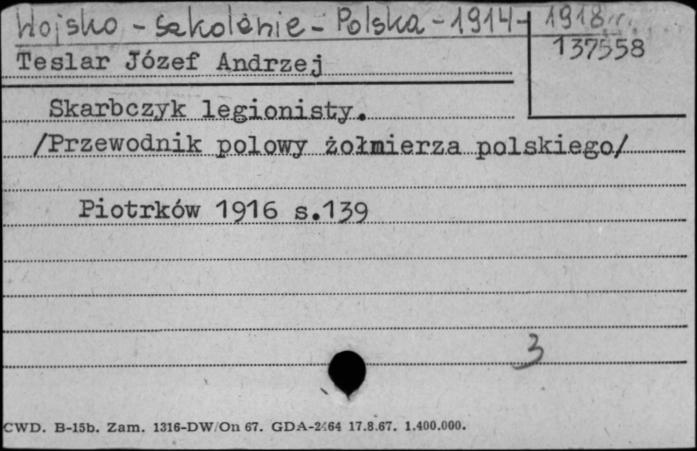 Wojsko - szkolenie - Polska - 1914 - 1918 r.
137558
Teslar Józef Andrzej
Skarbczyk legionisty.
/Przewodnik polowy żołmierza polskiego/
Piotrków 1916 s.139
3
CWD. B-15b. Zam. 1316-DW/On 67. GDA-2464 17.8.67. 1.400.000.